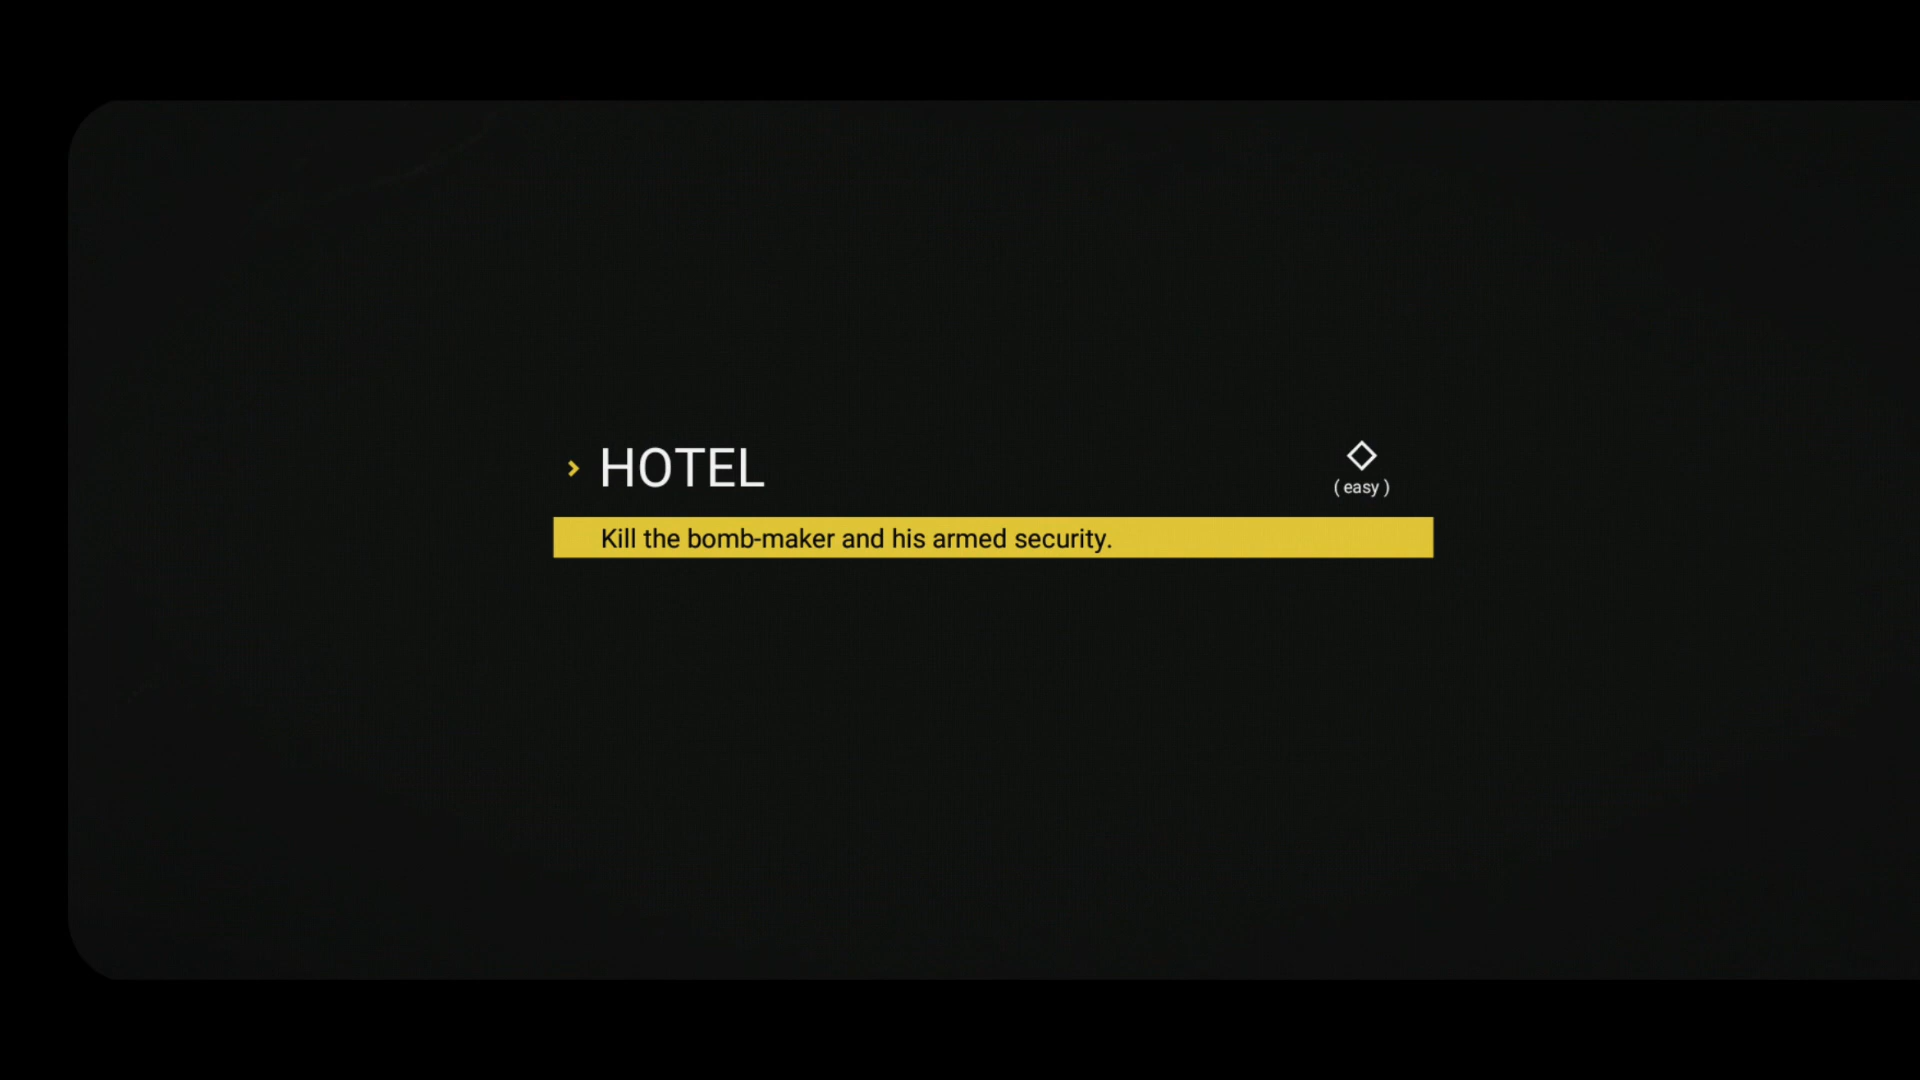 HOTEL
( easy )
Kill the bomb-maker and his armed security.